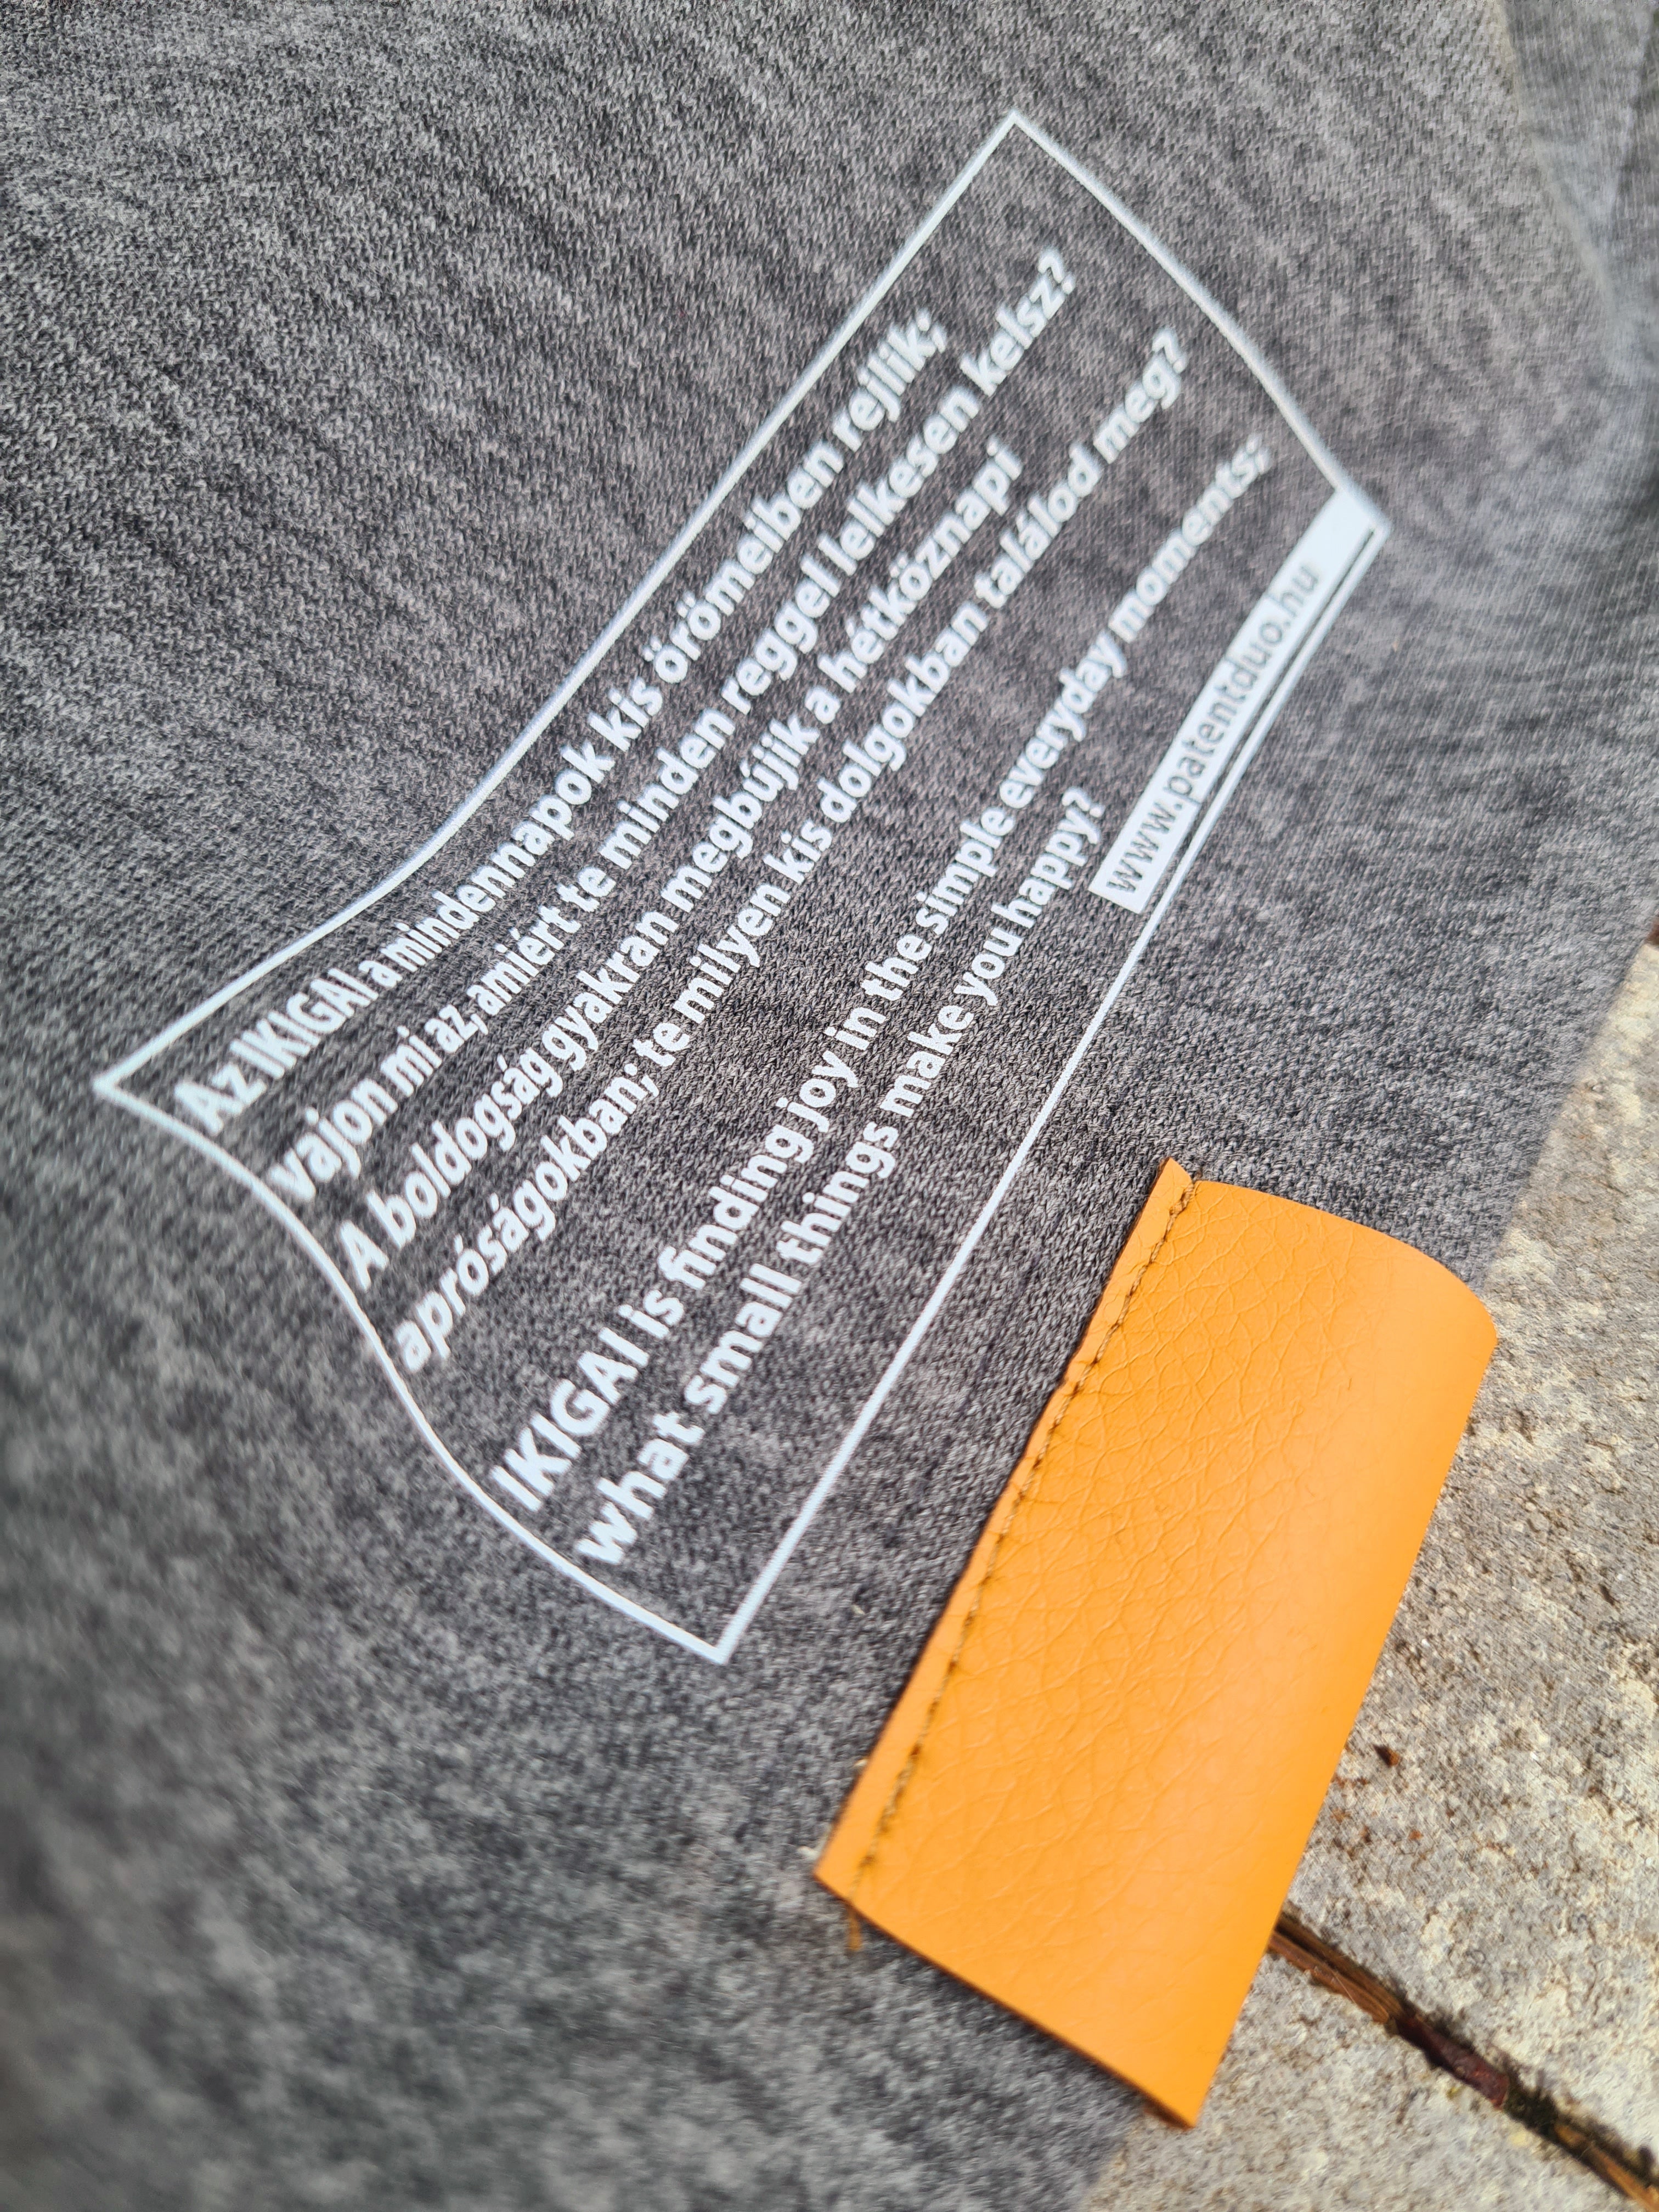 Az IKIGAI a mindennapok kis örömeiben rejlik;
vajon mi az, amiért te minden reggel lelkesen kelsz?
A boldogság gyakran megbújik a hétköznapi
apróságokban; te milyen kis dolgokban találod meg?
IKIGAI is finding joy in the simple everyday moments;
what small things make you happy?
www.patentduo.hu